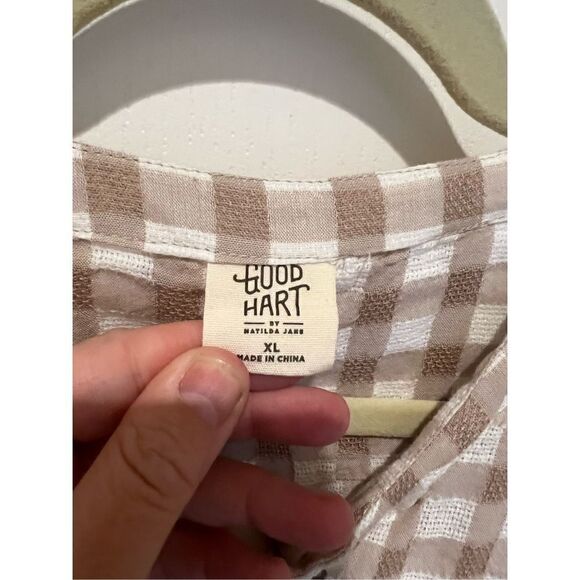 GOOD
HART
BY
MATILDA JANE
XL
MADE IN CHINA